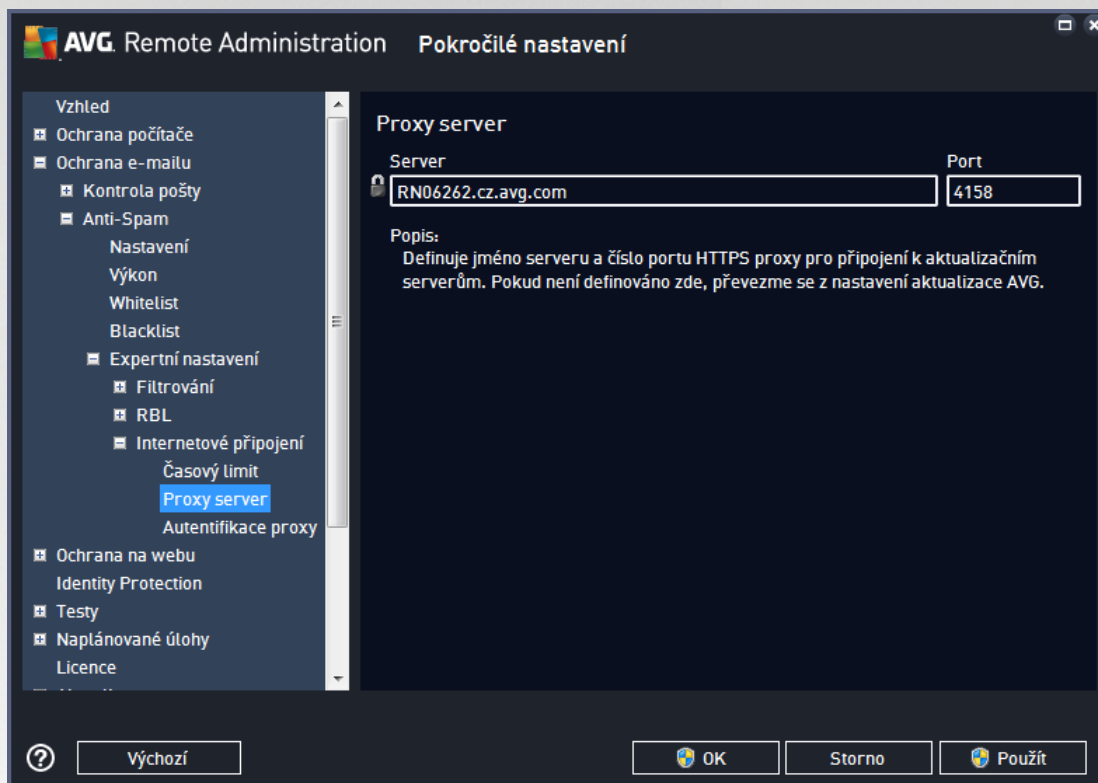 AVG. Remote Administration Pokročilé nastavení
Vzhled
Ochrana počítače
Ochrana e-mailu
Kontrola pošty
Anti-Spam
Nastavení
Výkon
Whitelist
Blacklist
Expertní nastavení
Filtrování
RBL
Internetové připojení
Časový limit
Proxy server
Autentifikace proxy
Ochrana na webu
Identity Protection
Testy
Naplánované úlohy
Licence
Proxy server
Server Port
RN06262.cz.avg.com 4158
Popis:
Definuje jméno serveru a číslo portu HTTPS proxy pro připojení k aktualizačním
serverům. Pokud není definováno zde, převezme se z nastavení aktualizace AVG.
? Výchozí OK Storno Použít